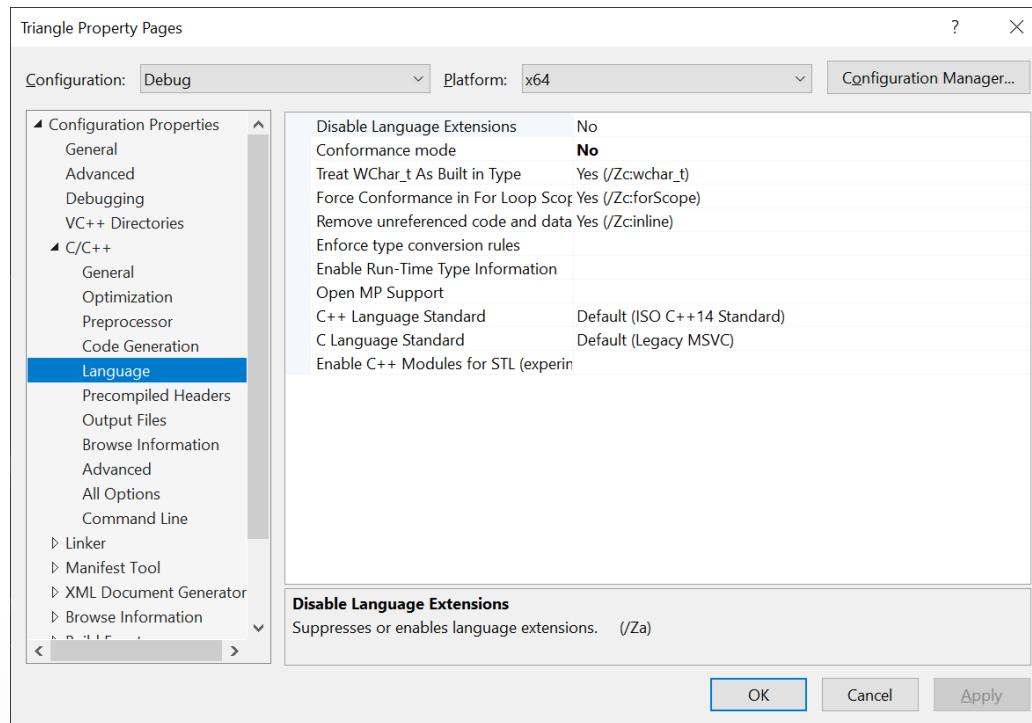 Triangle Property Pages
?
Configuration: Debug Platform: x64 Configuration Manager...
Configuration Properties
General
Advanced
Debugging
VC++ Directories
C/C++
General
Optimization
Preprocessor
Code Generation
Language
Precompiled Headers
Output Files
Browse Information
Advanced
All Options
Command Line
Linker
Manifest Tool
XML Document Generator
Browse Information
Disable Language Extensions No
Conformance mode No
Treat WChar_t As Built in Type Yes (/Zc:wchar_t)
Force Conformance in For Loop Scop Yes (/Zc:forScope)
Remove unreferenced code and data Yes (/Zc:inline)
Enforce type conversion rules
Enable Run-Time Type Information
Open MP Support
C++ Language Standard Default (ISO C++14 Standard)
C Language Standard Default (Legacy MSVC)
Enable C++ Modules for STL (experin
Disable Language Extensions
Suppresses or enables language extensions. (/Za)
OK Cancel Apply